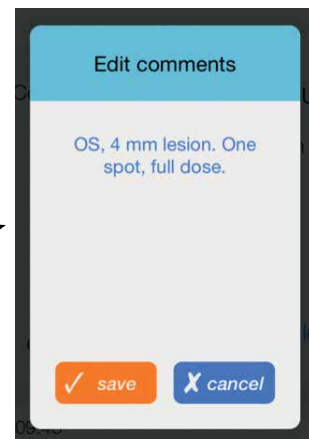 Edit comments
OS, 4 mm lesion. One
spot, full dose.
✓ save
✗ cancel